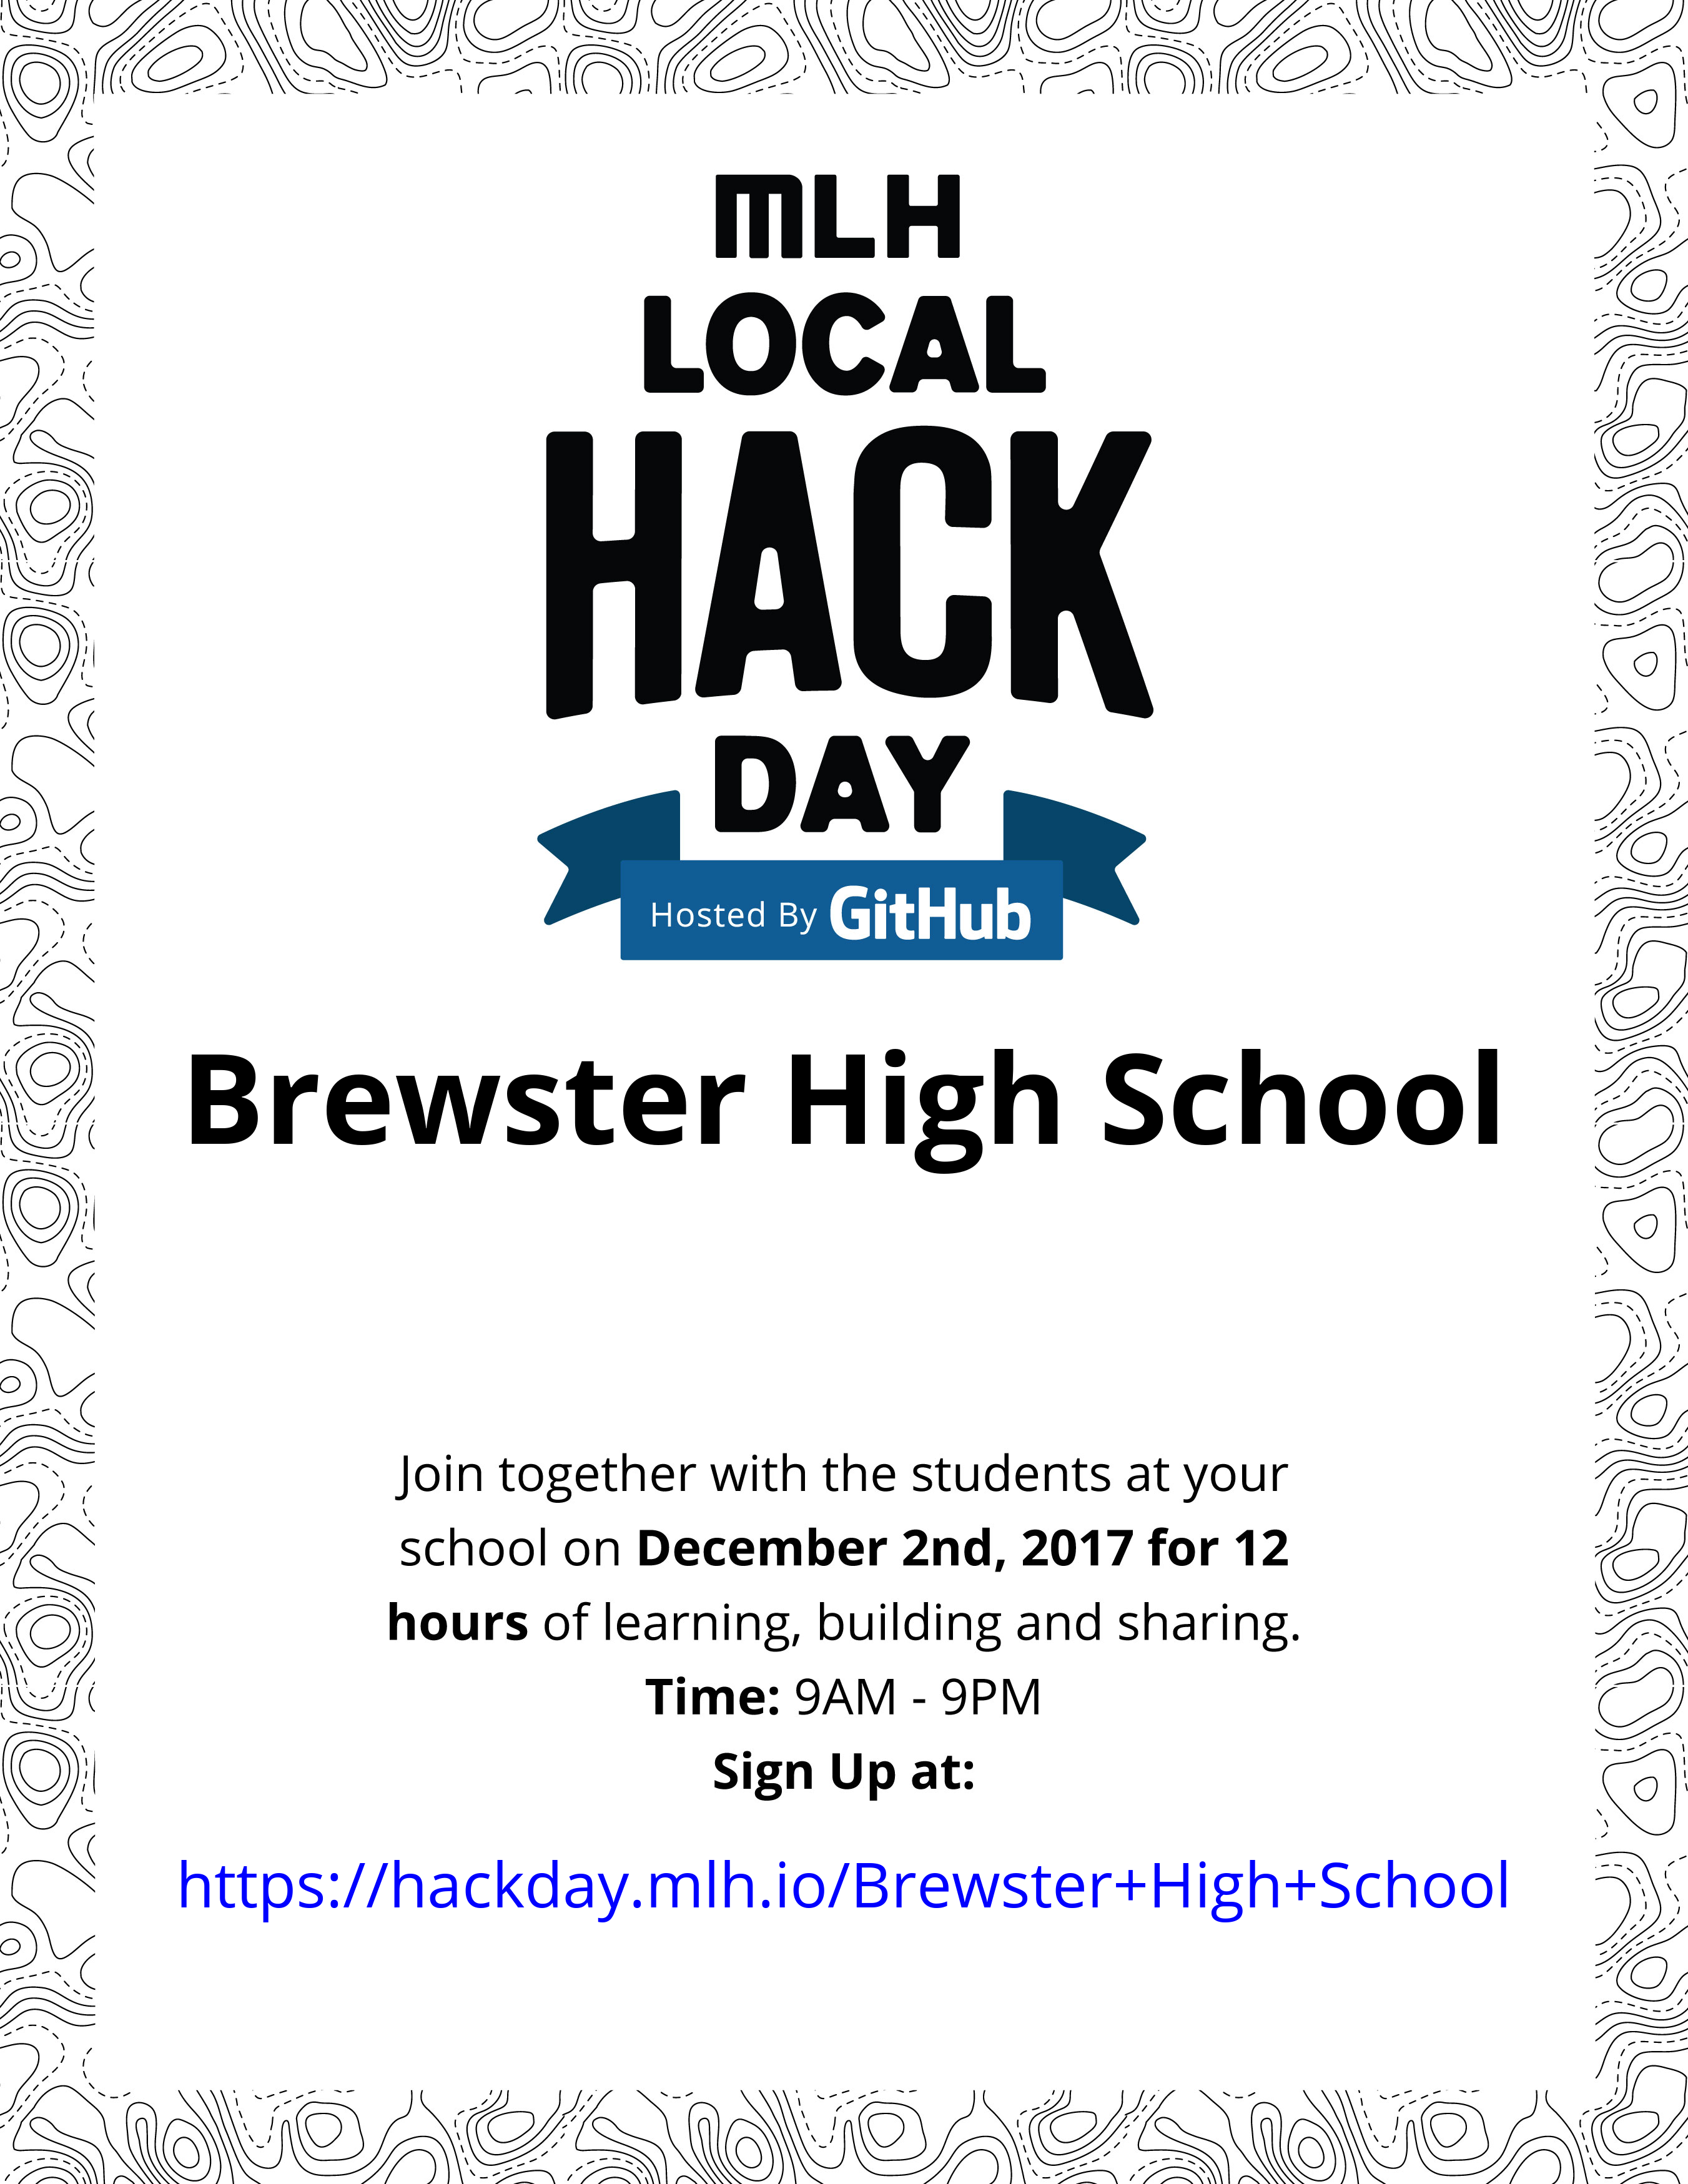 MLH
LOCAL
HACK
DAY
Hosted By GitHub
Brewster High School
Join together with the students at your
school on December 2nd, 2017 for 12
hours of learning, building and sharing.
Time: 9AM - 9PM
Sign Up at:
https://hackday.mlh.io/Brewster+High+School